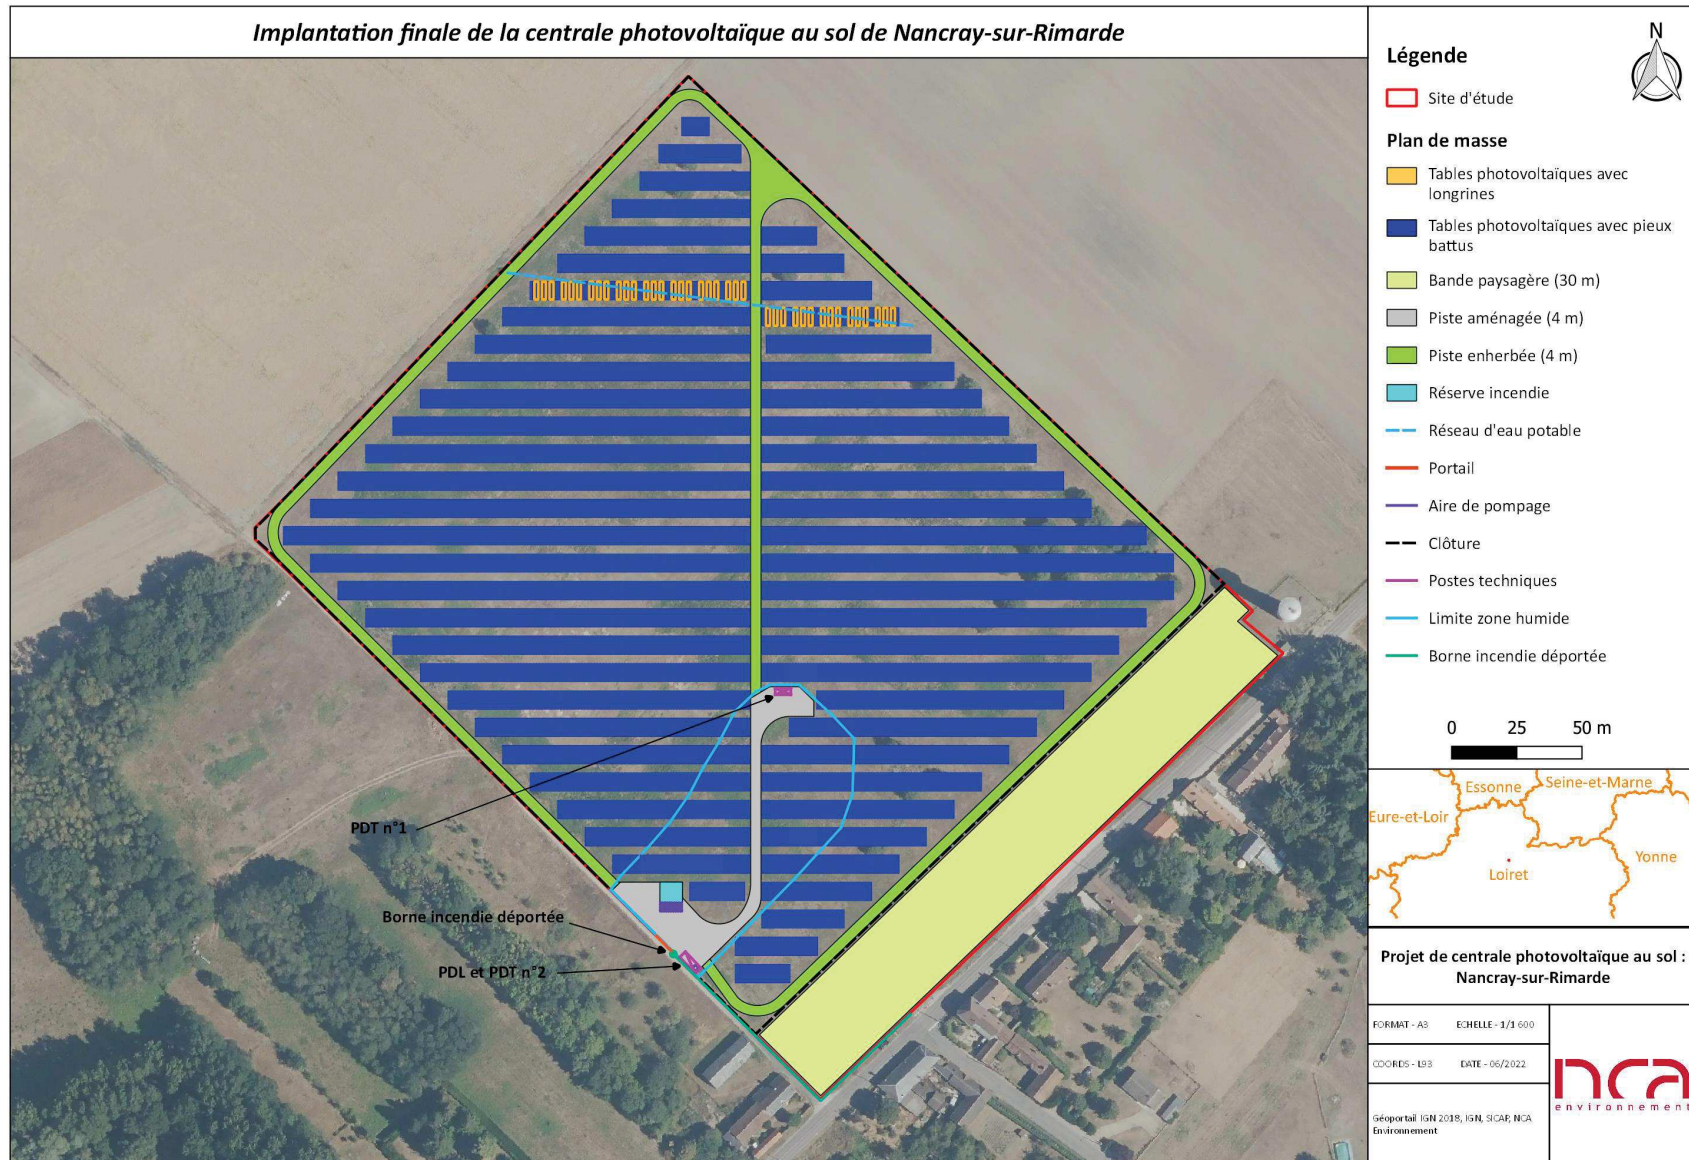 Implantation finale de la centrale photovoltaïque au sol de Nancray-sur-Rimarde
PDT n°1
Borne incendie déportée
PDL et PDT n°2
N
Légende
Site d'étude
Plan de masse
Tables photovoltaïques avec
longrines
Tables photovoltaïques avec pieux
battus
Bande paysagère (30 m)
Piste aménagée (4 m)
Piste enherbée (4 m)
Réserve incendie
Réseau d'eau potable
Portail
Aire de pompage
Clôture
Postes techniques
Limite zone humide
Borne incendie déportée
0 25 50 m
Essonne
Seine-et-Marne
Eure-et-Loir
Yonne
Loiret
Projet de centrale photovoltaïque au sol :
Nancray-sur-Rimarde
FORMAT - A3 ECHELLE - 1/1 600
COORDS - L93 DATE - 06/2022
Géoportail IGN 2018, IGN, SICAP, NCA
Environnement
nca
environnement